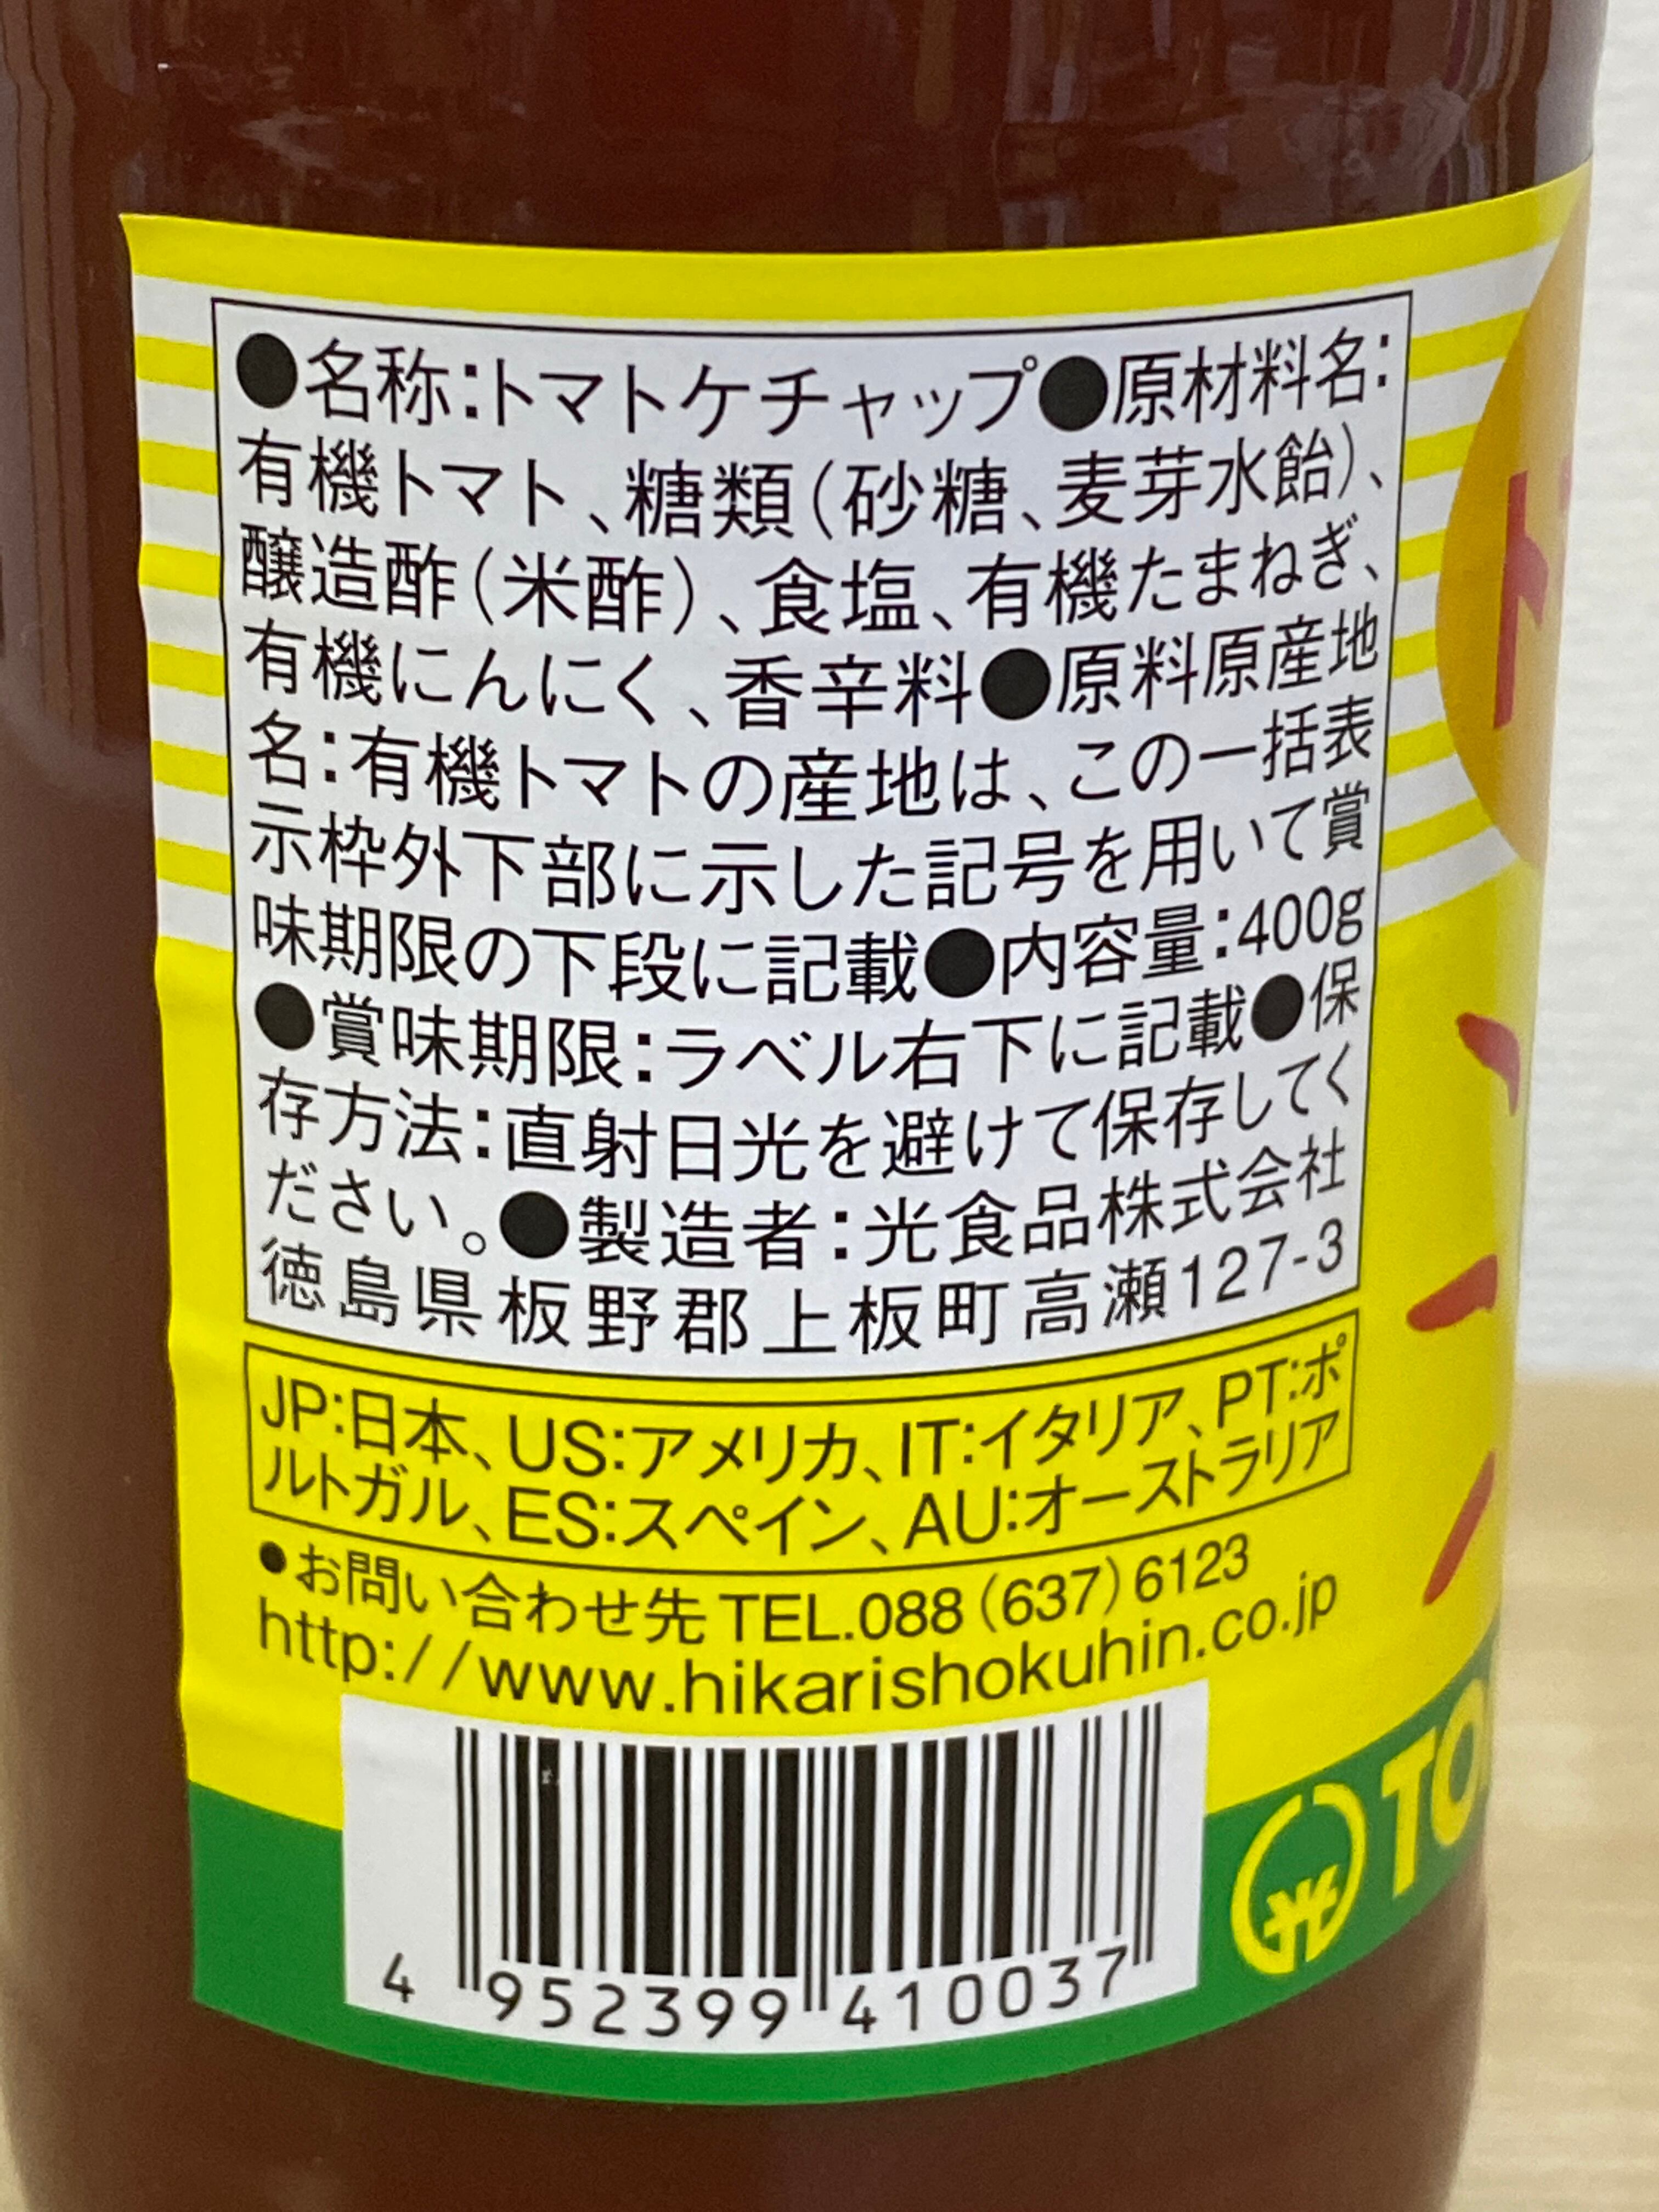 ●名称:トマトケチャップ●原材料名:
有機トマト、糖類(砂糖、麦芽水飴)、
醸造酢(米酢)、食塩、有機たまねぎ、
有機にんにく、香辛料●原料原産地
名:有機トマトの産地は、この一括表
示枠外下部に示した記号を用いて賞
味期限の下段に記載●内容量:400g
●賞味期限:ラベル右下に記載●保
存方法:直射日光を避けて保存してく
ださい。●製造者:光食品株式会社
徳島県板野郡上板町高瀬127-3
JP:日本、US:アメリカ、IT:イタリア、PT:ポ
ルトガル、ES:スペイン、AU:オーストラリア
●お問い合わせ先 TEL.088(637)6123
http://www.hikarishokuhin.co.jp
4 952399 410037
光 TO